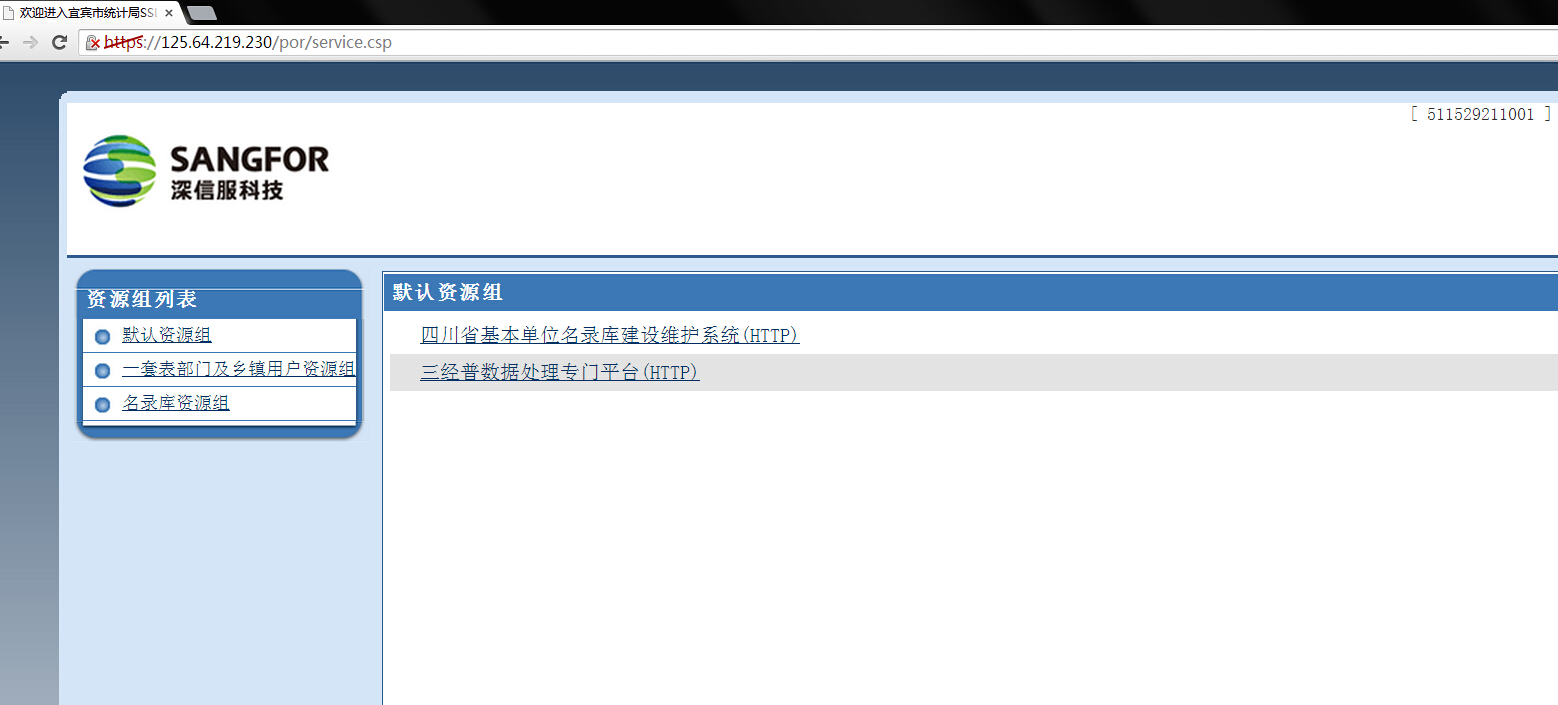 欢迎进入宜宾市统计局SSL
https://125.64.219.230/por/service.csp
[ 511529211001 ]
SANGFOR
深信服科技
资源组列表
默认资源组
一套表部门及乡镇用户资源组
名录库资源组
默认资源组
四川省基本单位名录库建设维护系统(HTTP)
三经普数据处理专门平台(HTTP)